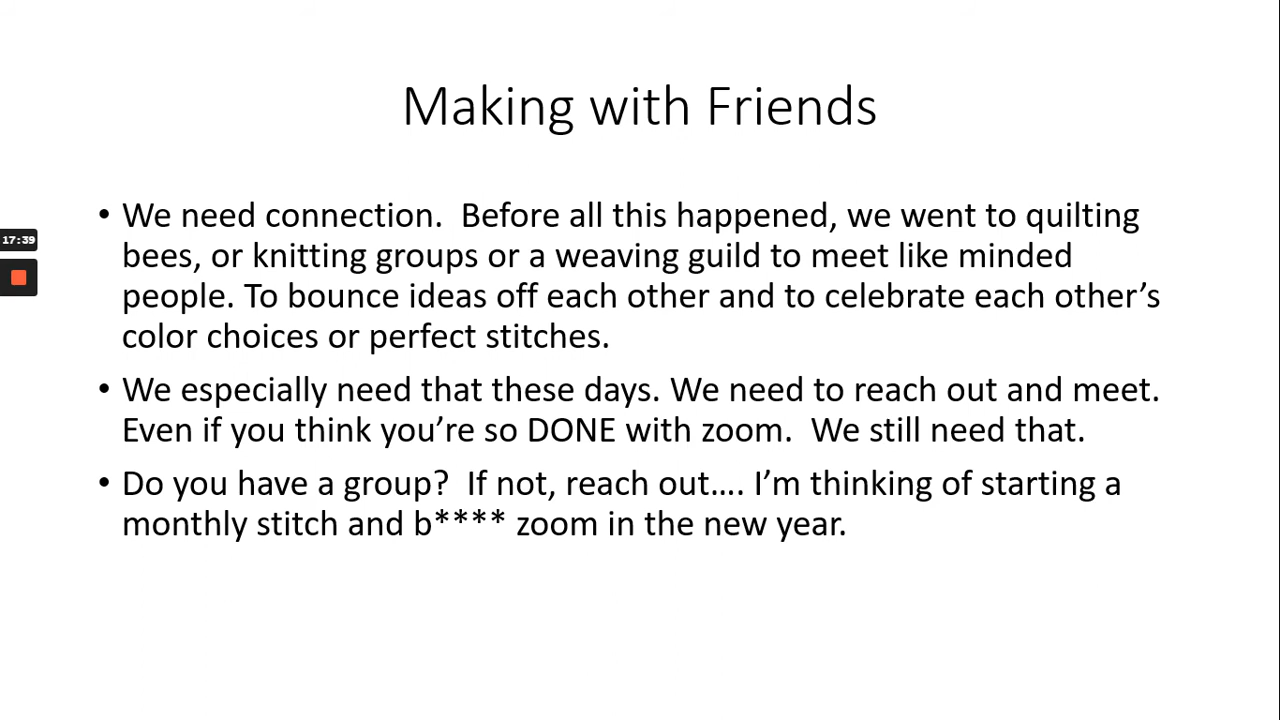 Making with Friends
• We need connection.  Before all this happened, we went to quilting
bees, or knitting groups or a weaving guild to meet like minded
people. To bounce ideas off each other and to celebrate each other’s
color choices or perfect stitches.
• We especially need that these days. We need to reach out and meet.
Even if you think you’re so DONE with zoom.  We still need that.
• Do you have a group?  If not, reach out…. I’m thinking of starting a
monthly stitch and b**** zoom in the new year.
17:39